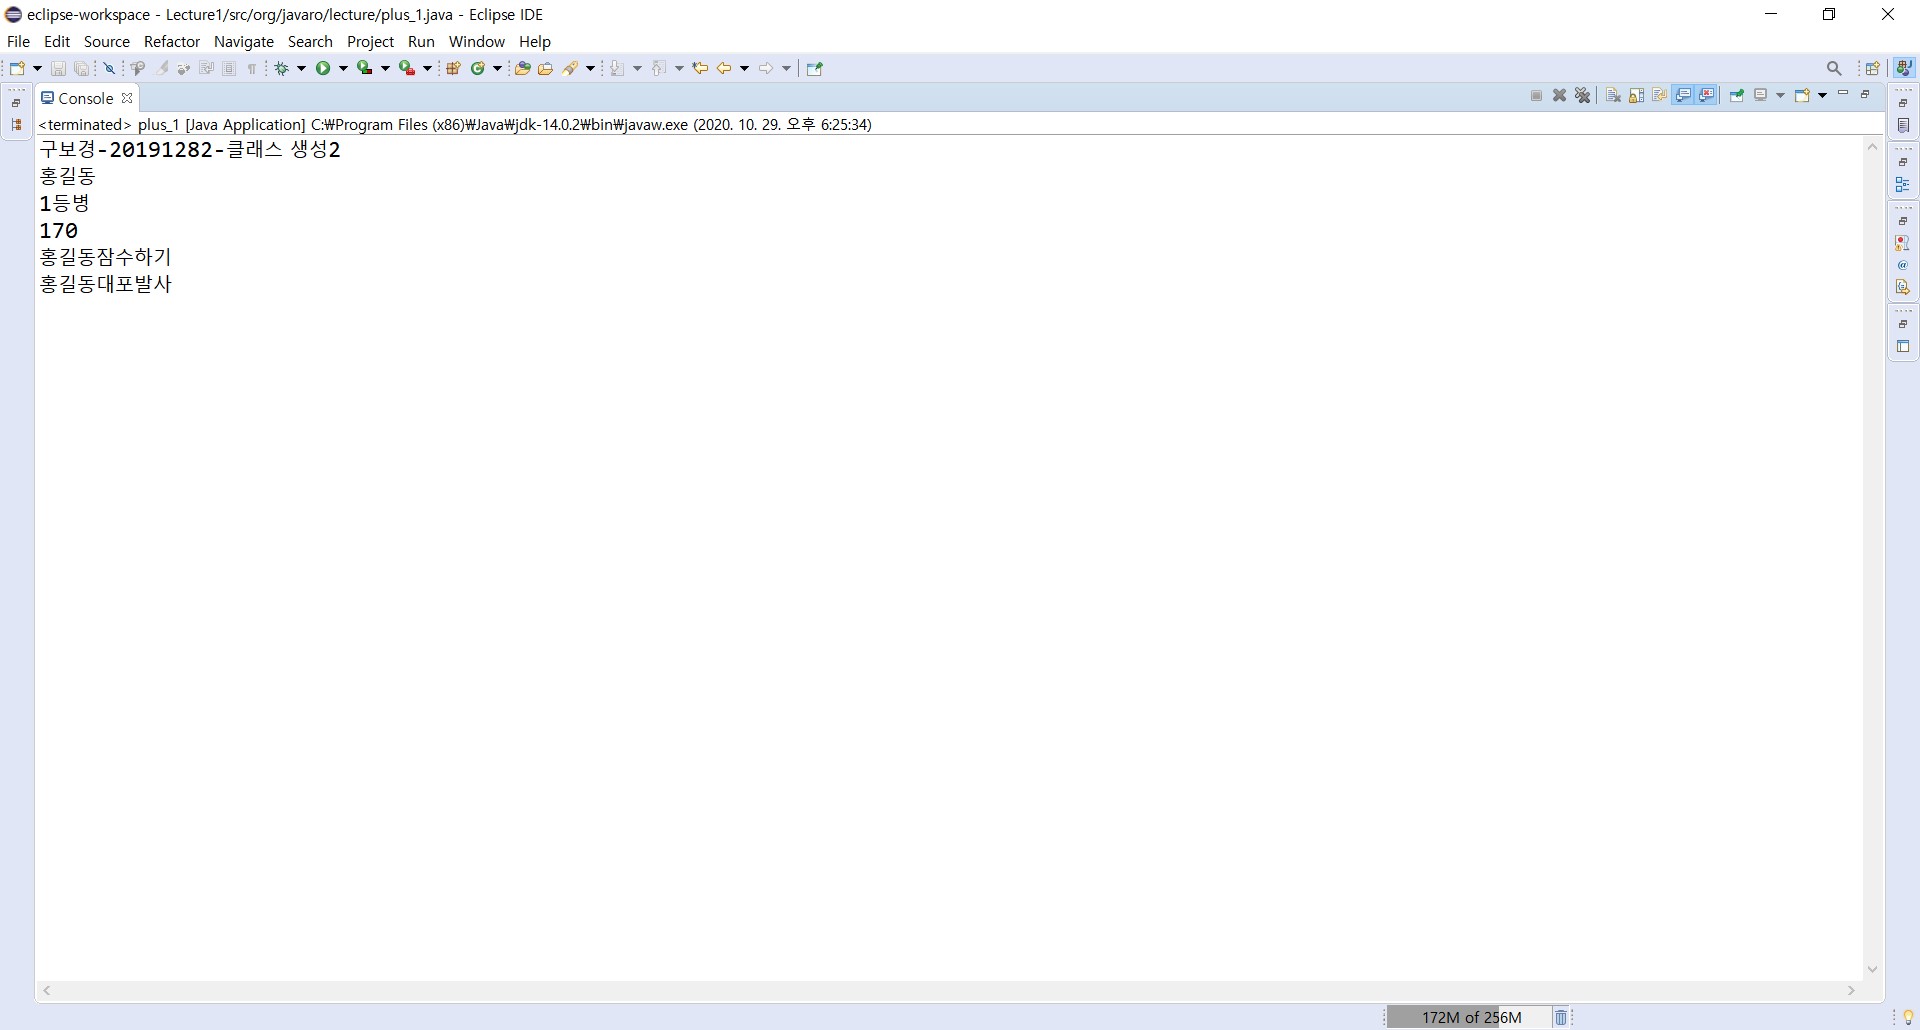 eclipse-workspace - Lecture1/src/org/javaro/lecture/plus_1.java - Eclipse IDE
File Edit Source Refactor Navigate Search Project Run Window Help
Console
<terminated> plus_1 [Java Application] C:₩Program Files (x86)₩Java₩jdk-14.0.2₩bin₩javaw.exe (2020. 10. 29. 오후 6:25:34)
구보경-20191282-클래스 생성2
홍길동
1등병
170
홍길동잠수하기
홍길동대포발사
172M of 256M